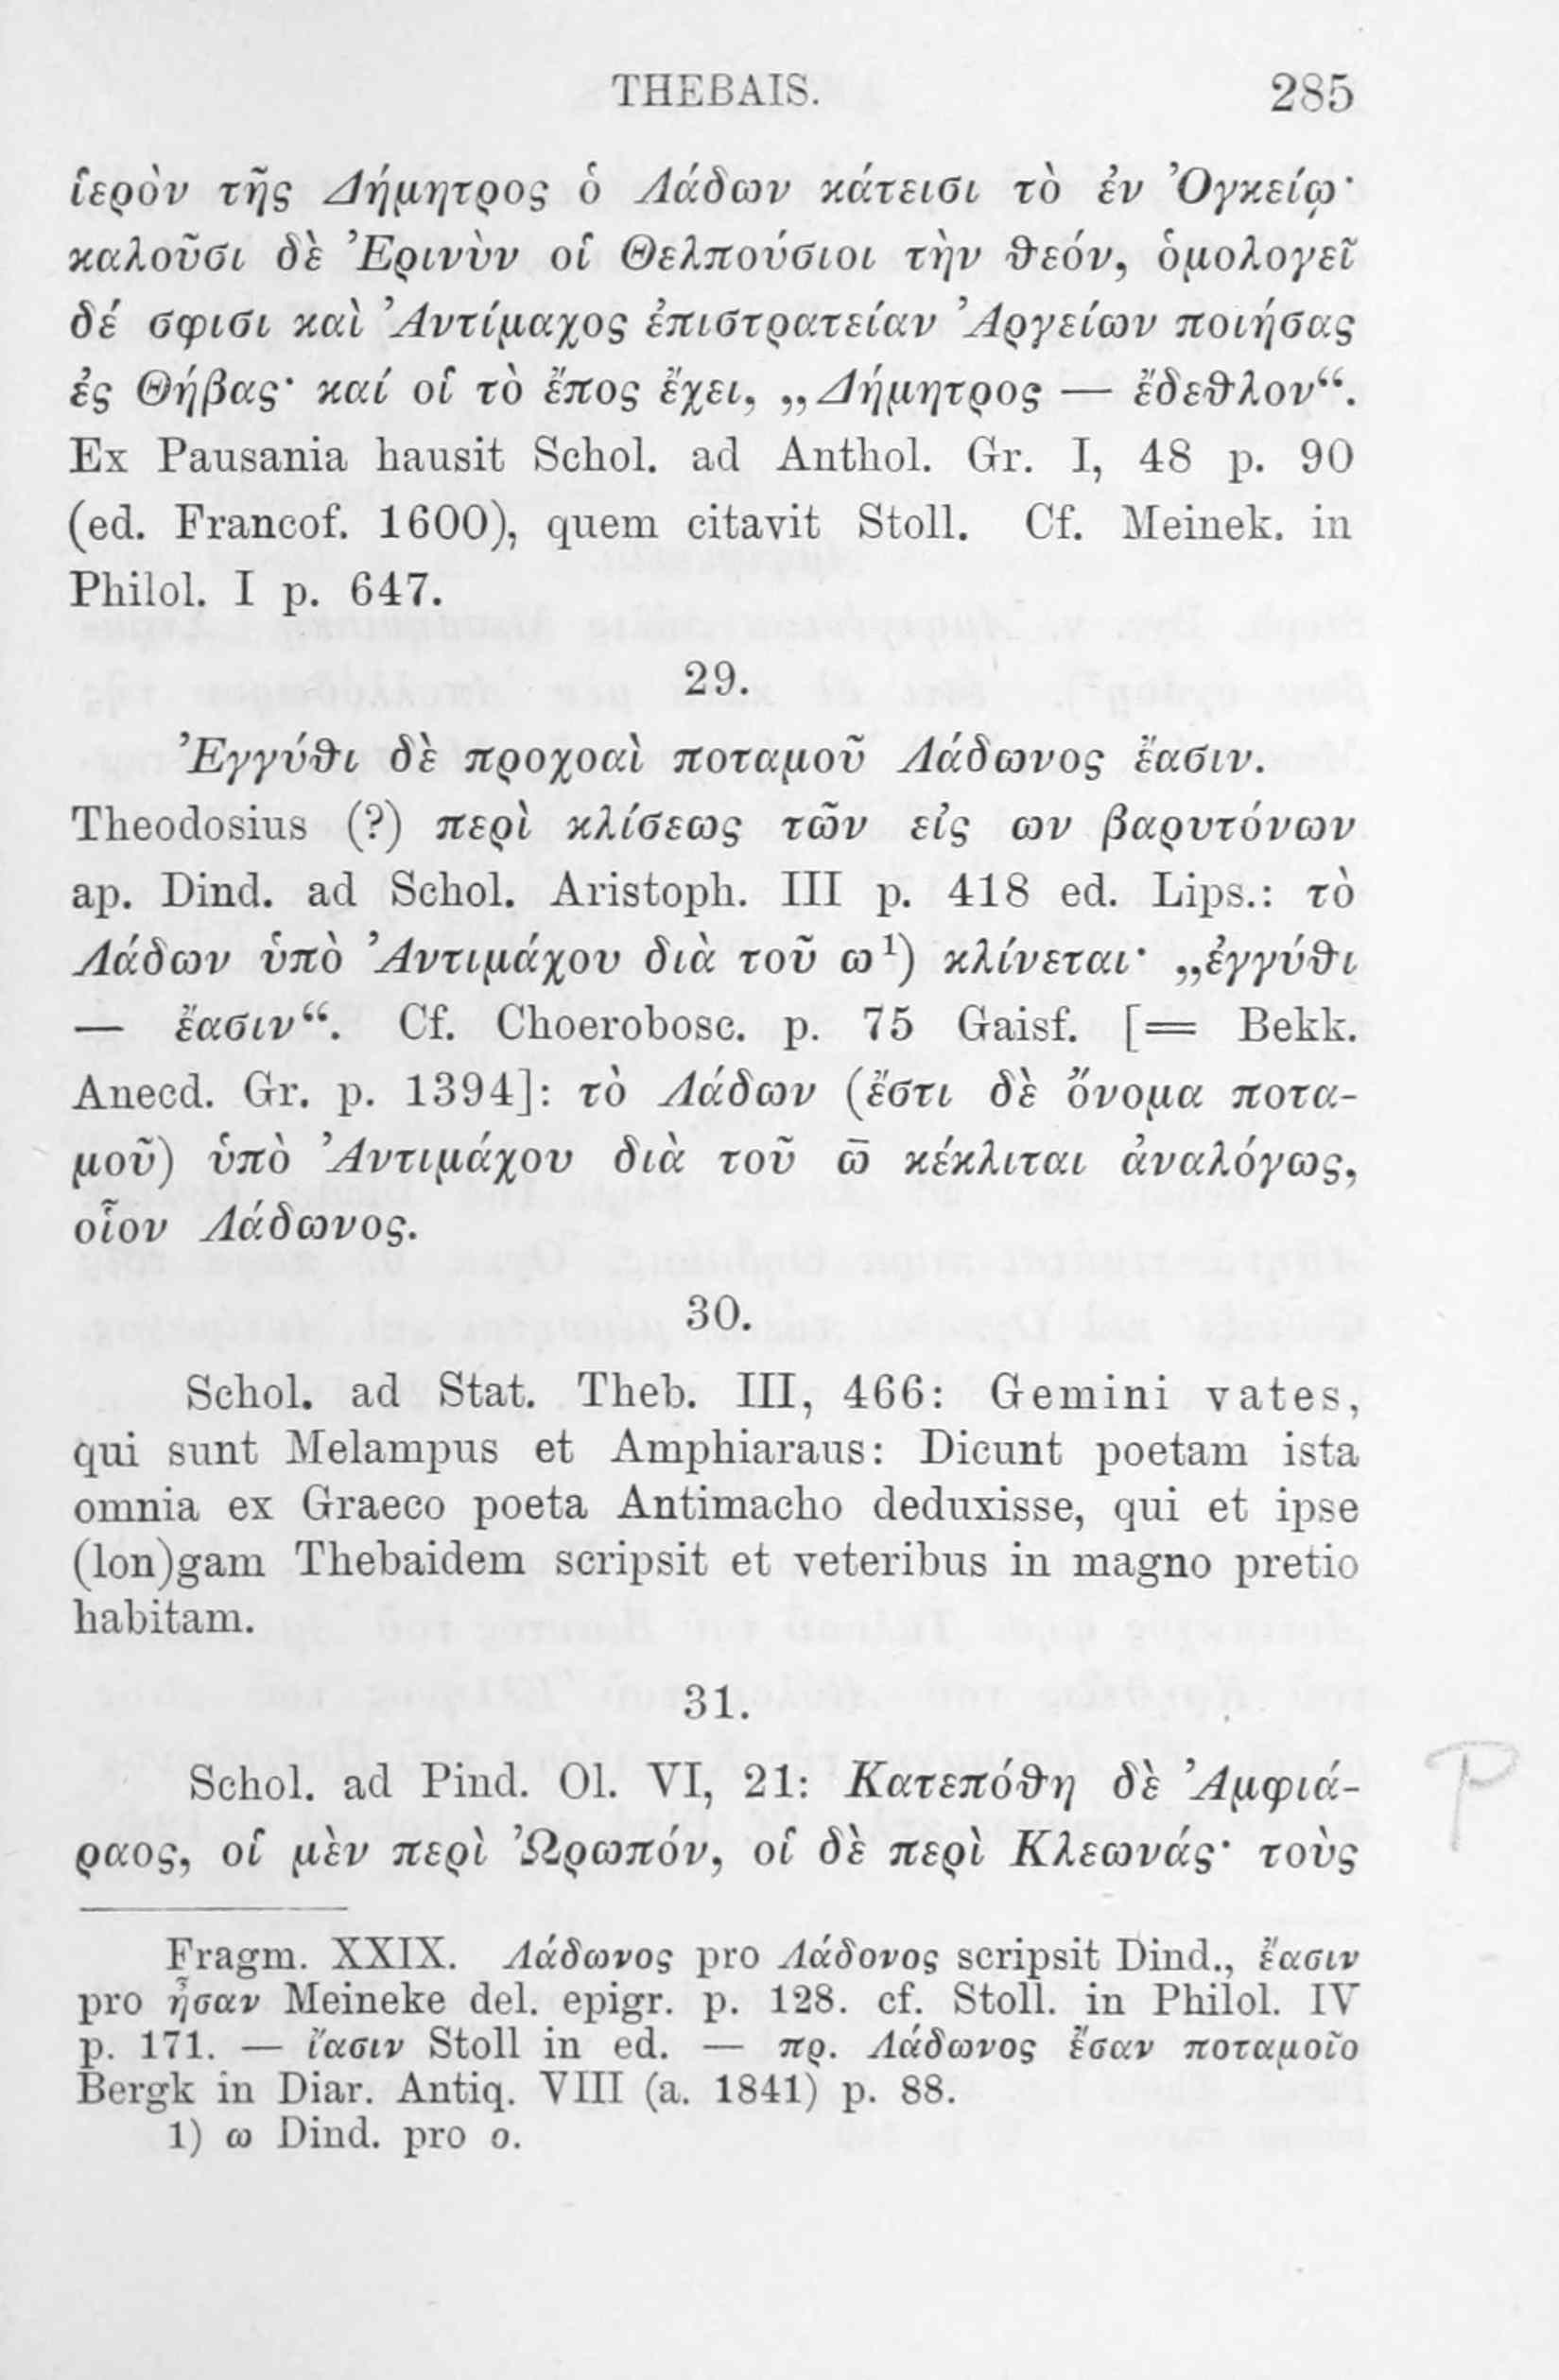 THEBAIS. 285
ἱερὸν τῆς Δήμητρος ὁ Λάδων κάτεισι τὸ ἐν Ὀγκείῳ·
καλοῦσι δὲ Ἐρινὺν οἱ Θελπούσιοι τὴν θεόν, ὁμολογεῖ
δέ σφισι καὶ Ἀντίμαχος ἐπιστρατείαν Ἀργείων ποιήσας
ἐς Θήβας· καί οἱ τὸ ἔπος ἔχει, „Δήμητρος — ἔδεθλον“.
Ex Pausania hausit Schol. ad Anthol. Gr. I, 48 p. 90
(ed. Francof. 1600), quem citavit Stoll. Cf. Meinek. in
Philol. I p. 647.
29.
Ἐγγύθι δὲ προχοαὶ ποταμοῦ Λάδωνος ἔασιν.
Theodosius (?) περὶ κλίσεως τῶν εἰς ων βαρυτόνων
ap. Dind. ad Schol. Aristoph. III p. 418 ed. Lips.: τὸ
Λάδων ὑπὸ Ἀντιμάχου διὰ τοῦ ω¹) κλίνεται· „ἐγγύθι
— ἔασιν“. Cf. Choerobosc. p. 75 Gaisf. [= Bekk.
Anecd. Gr. p. 1394]: τὸ Λάδων (ἔστι δὲ ὄνομα ποτα-
μοῦ) ὑπὸ Ἀντιμάχου διὰ τοῦ ω̄ κέκλιται ἀναλόγως,
οἷον Λάδωνος.
30.
Schol. ad Stat. Theb. III, 466: Gemini vates,
qui sunt Melampus et Amphiaraus: Dicunt poetam ista
omnia ex Graeco poeta Antimacho deduxisse, qui et ipse
(lon)gam Thebaidem scripsit et veteribus in magno pretio
habitam.
31.
Schol. ad Pind. Ol. VI, 21: Κατεπόθη δὲ Ἀμφιά-
ραος, οἱ μὲν περὶ Ὠρωπόν, οἱ δὲ περὶ Κλεωνάς· τοὺς
P
Fragm. XXIX. Λάδωνος pro Λάδονος scripsit Dind., ἔασιν
pro ἦσαν Meineke del. epigr. p. 128. cf. Stoll. in Philol. IV
p. 171. — ἴασιν Stoll in ed. — πρ. Λάδωνος ἔσαν ποταμοῖο
Bergk in Diar. Antiq. VIII (a. 1841) p. 88.
1) ω Dind. pro ο.